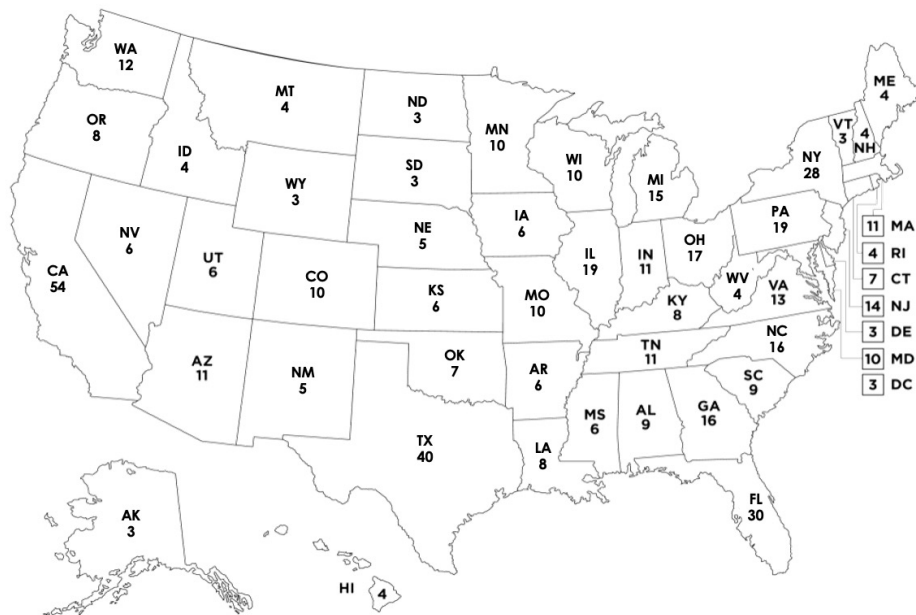 WA
12
OR
8
CA
54
ID
4
NV
6
MT
4
WY
3
UT
6
AZ
11
CO
10
NM
5
ND
3
SD
3
NE
5
KS
6
OK
7
TX
40
MN
10
IA
6
MO
10
AR
6
LA
8
WI
10
IL
19
MI
15
IN
11
OH
17
KY
8
TN
11
MS
6
AL
9
GA
16
FL
30
SC
9
NC
16
VA
13
WV
4
PA
19
NY
28
VT
3
4
NH
ME
4
11 MA
4 RI
7 CT
14 NJ
3 DE
10 MD
3 DC
AK
3
HI 4